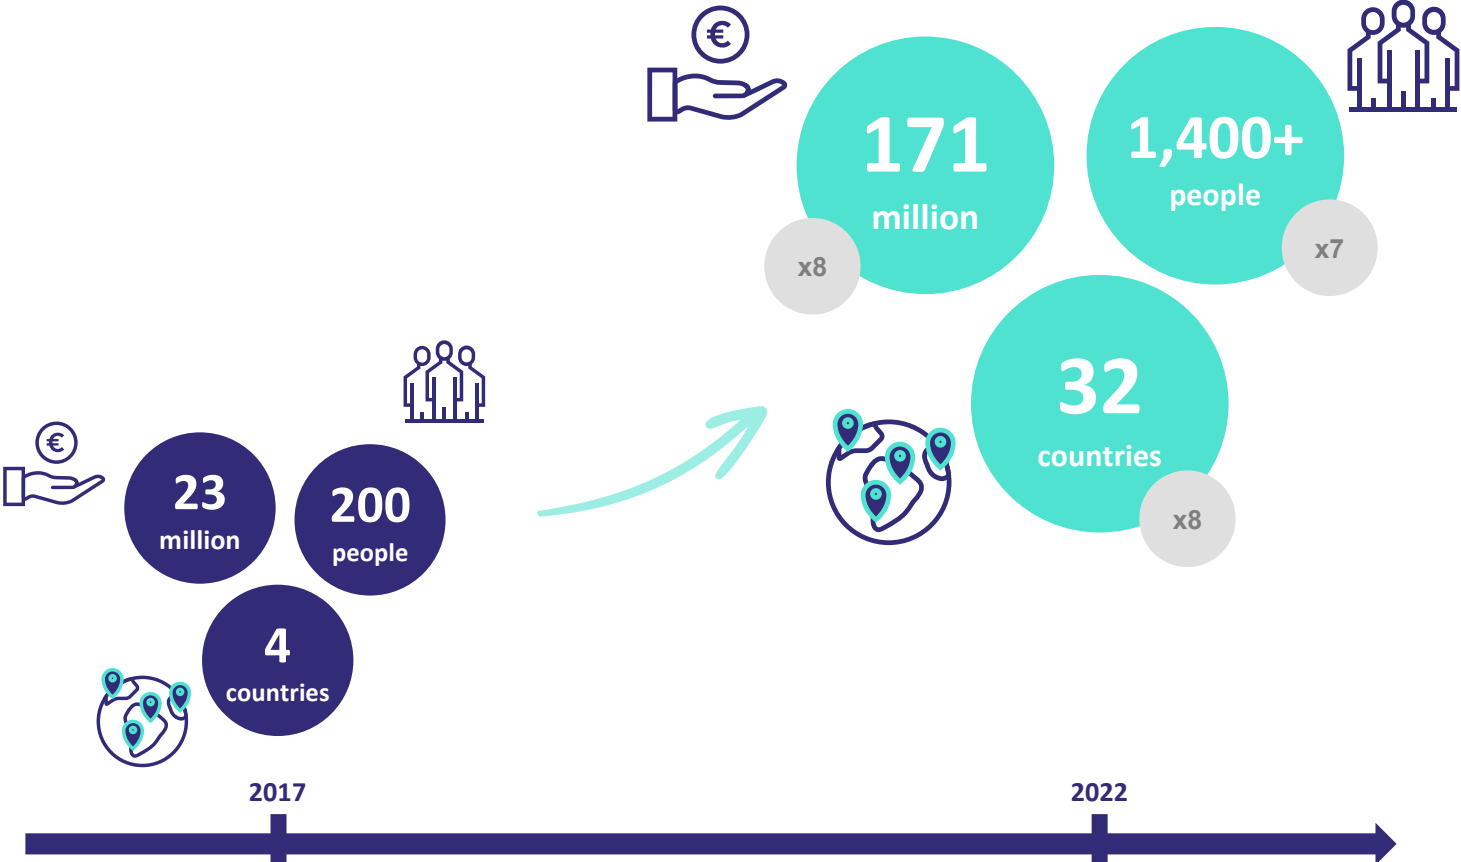 €
23
million
200
people
4
countries
2017
€
171
million
x8
1,400+
people
x7
32
countries
x8
2022